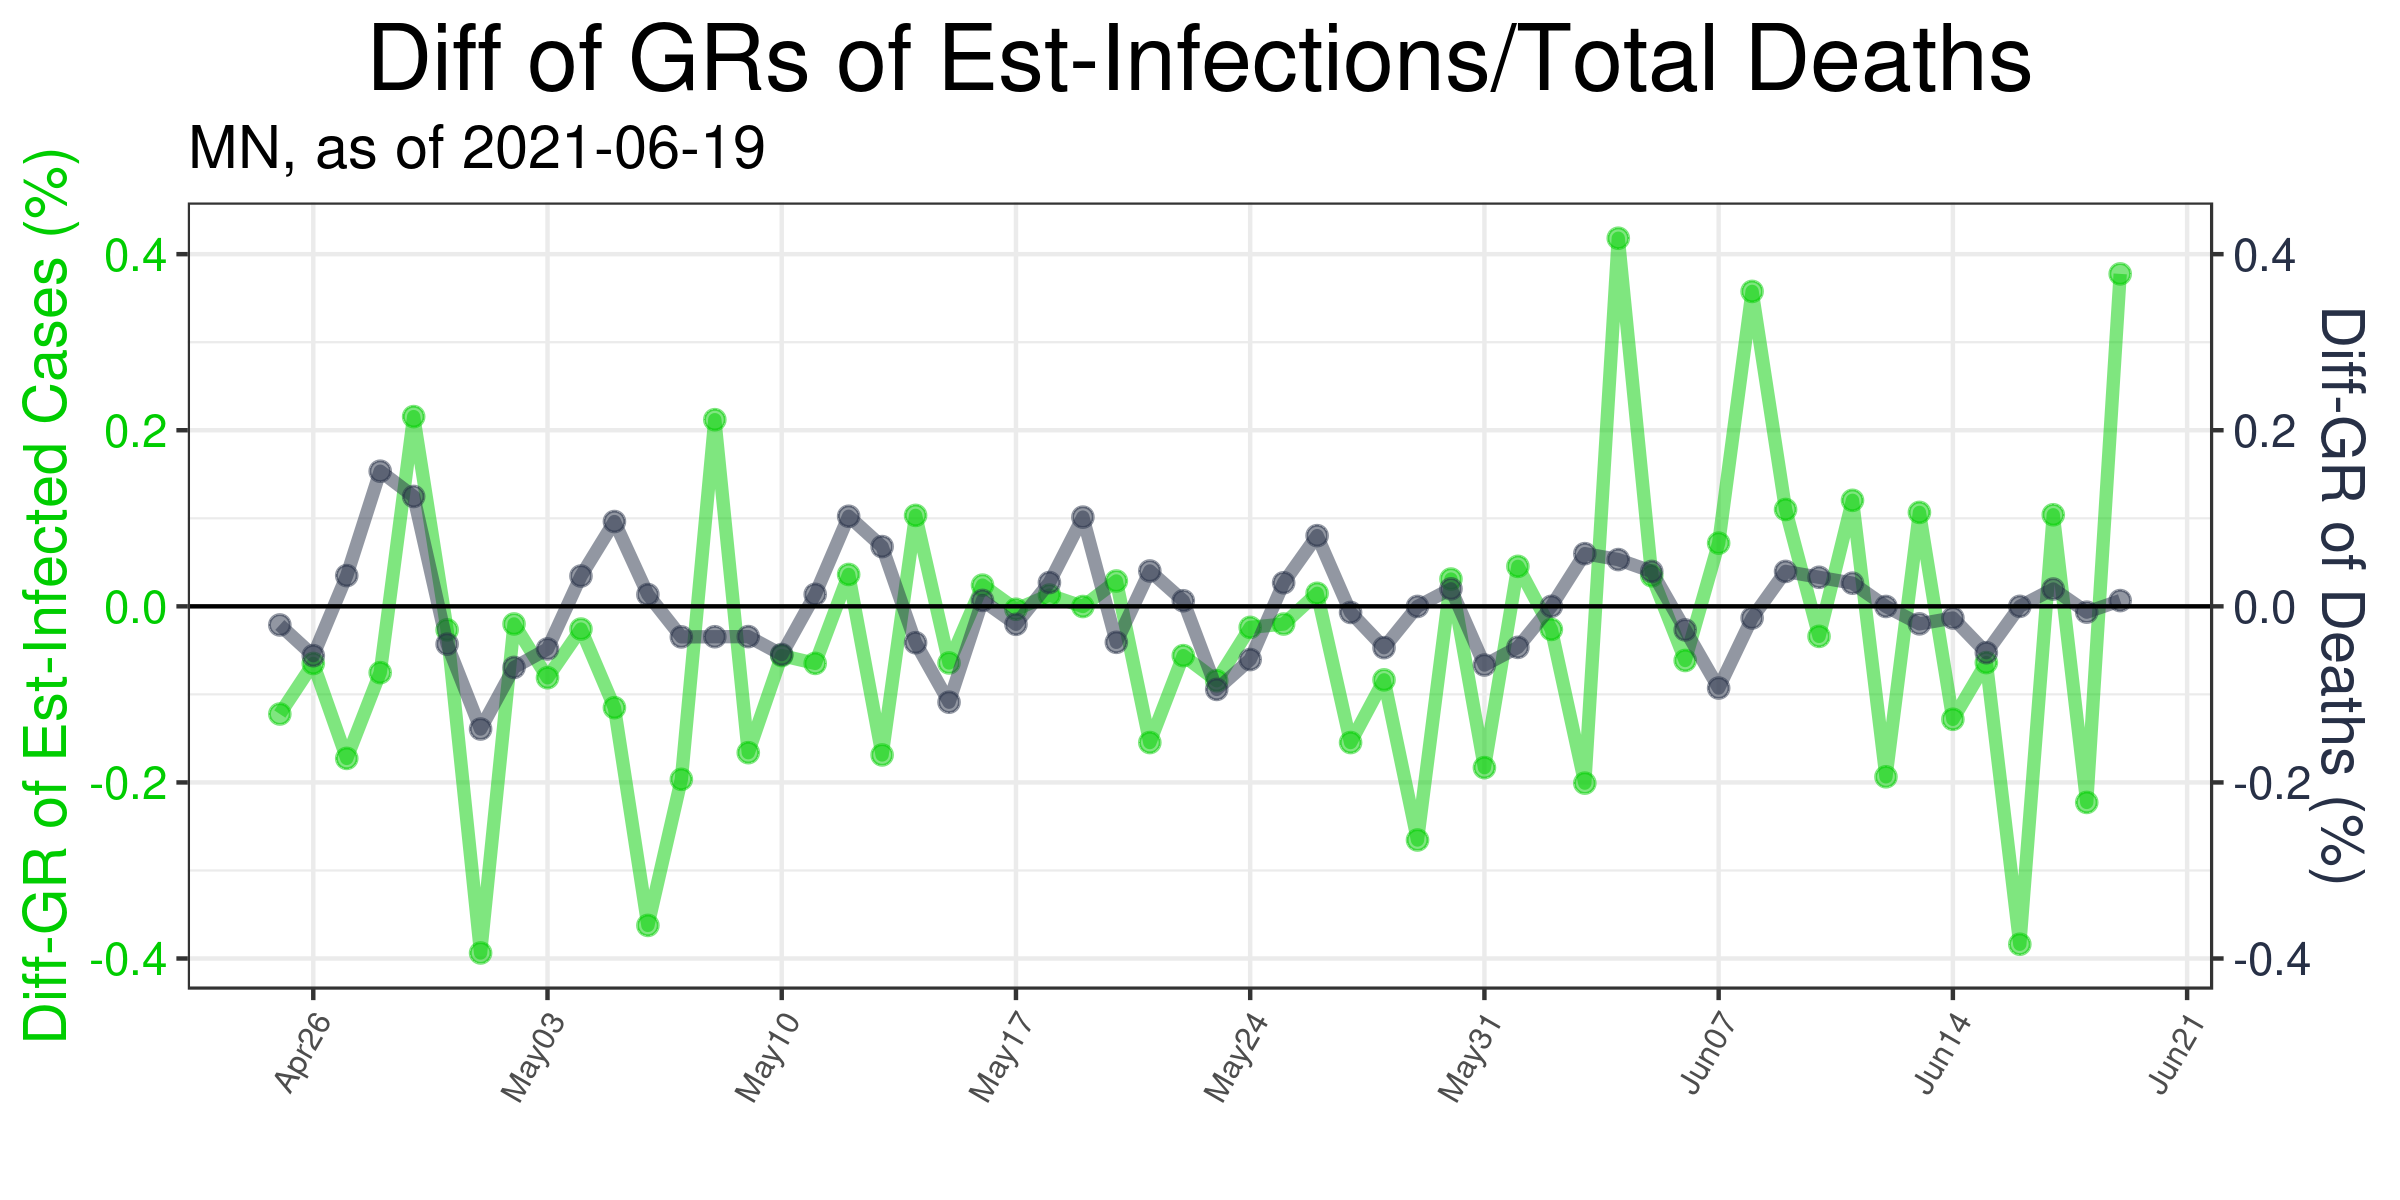 Diff of GRs of Est-Infections/Total Deaths
MN, as of 2021-06-19
Diff-GR of Est-Infected Cases (%)
0.4
0.2
0.0
-0.2
-0.4
0.4
0.2
0.0
-0.2
-0.4
Diff-GR of Deaths (%)
Apr26
May03
May10
May17
May24
May31
Jun07
Jun14
Jun21